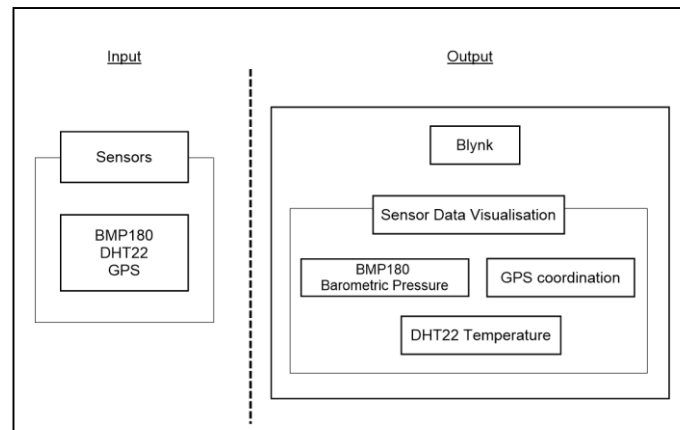 Input
Output
Sensors
BMP180
DHT22
GPS
Blynk
Sensor Data Visualisation
BMP180
Barometric Pressure
GPS coordination
DHT22 Temperature